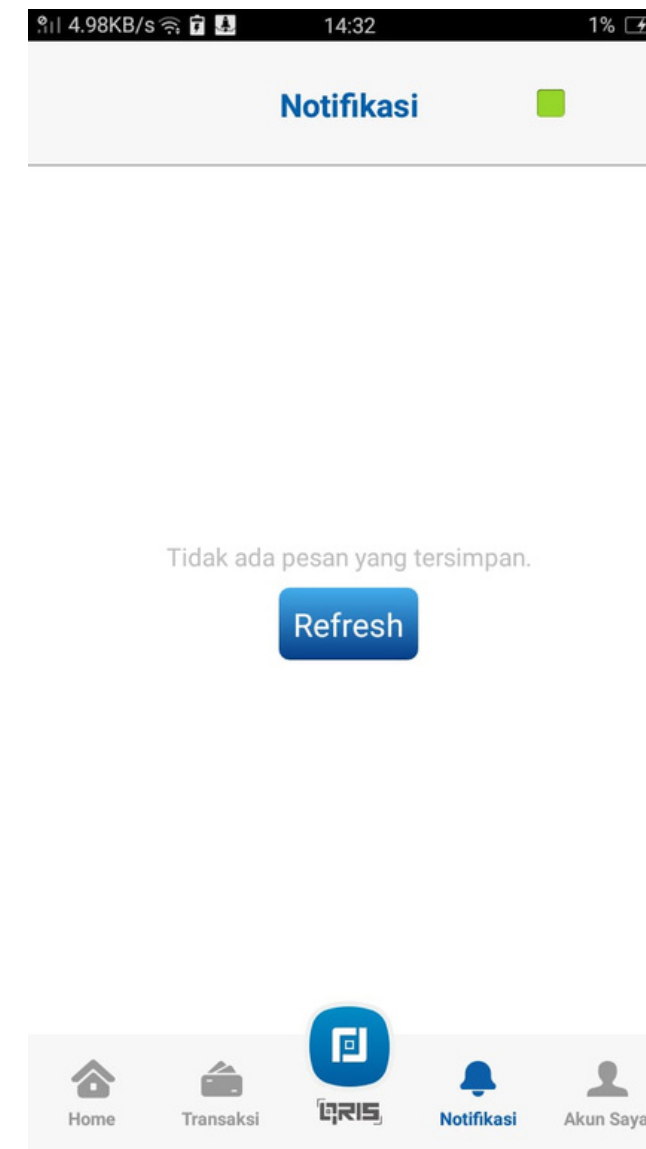 4.98KB/s 14:32 1%
Notifikasi
Tidak ada pesan yang tersimpan.
Refresh
Home Transaksi QRIS Notifikasi Akun Saya